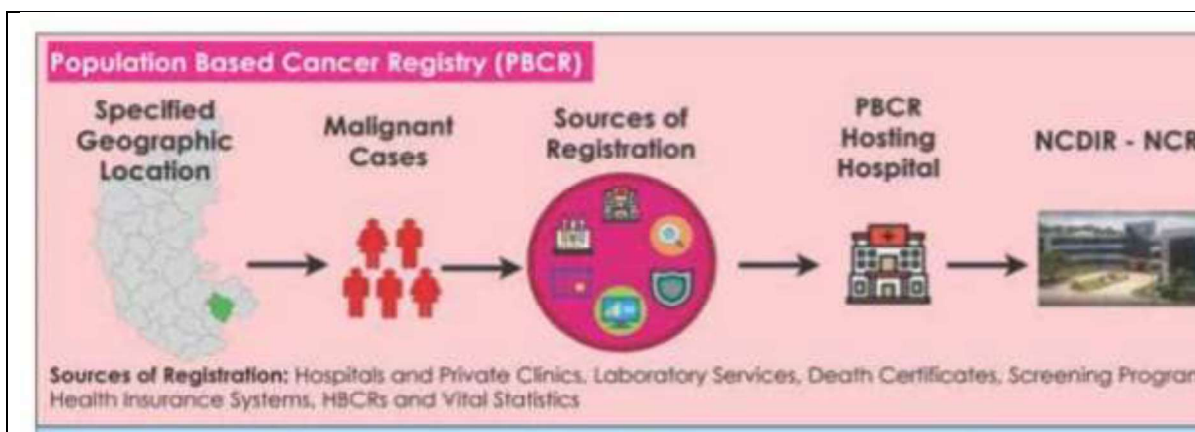 Population Based Cancer Registry (PBCR)
Specified
Geographic
Location
Malignant
Cases
Sources of
Registration
PBCR
Hosting
Hospital
NCDIR - NCR
Sources of Registration: Hospitals and Private Clinics, Laboratory Services, Death Certificates, Screening Program
Health Insurance Systems, HBCRs and Vital Statistics